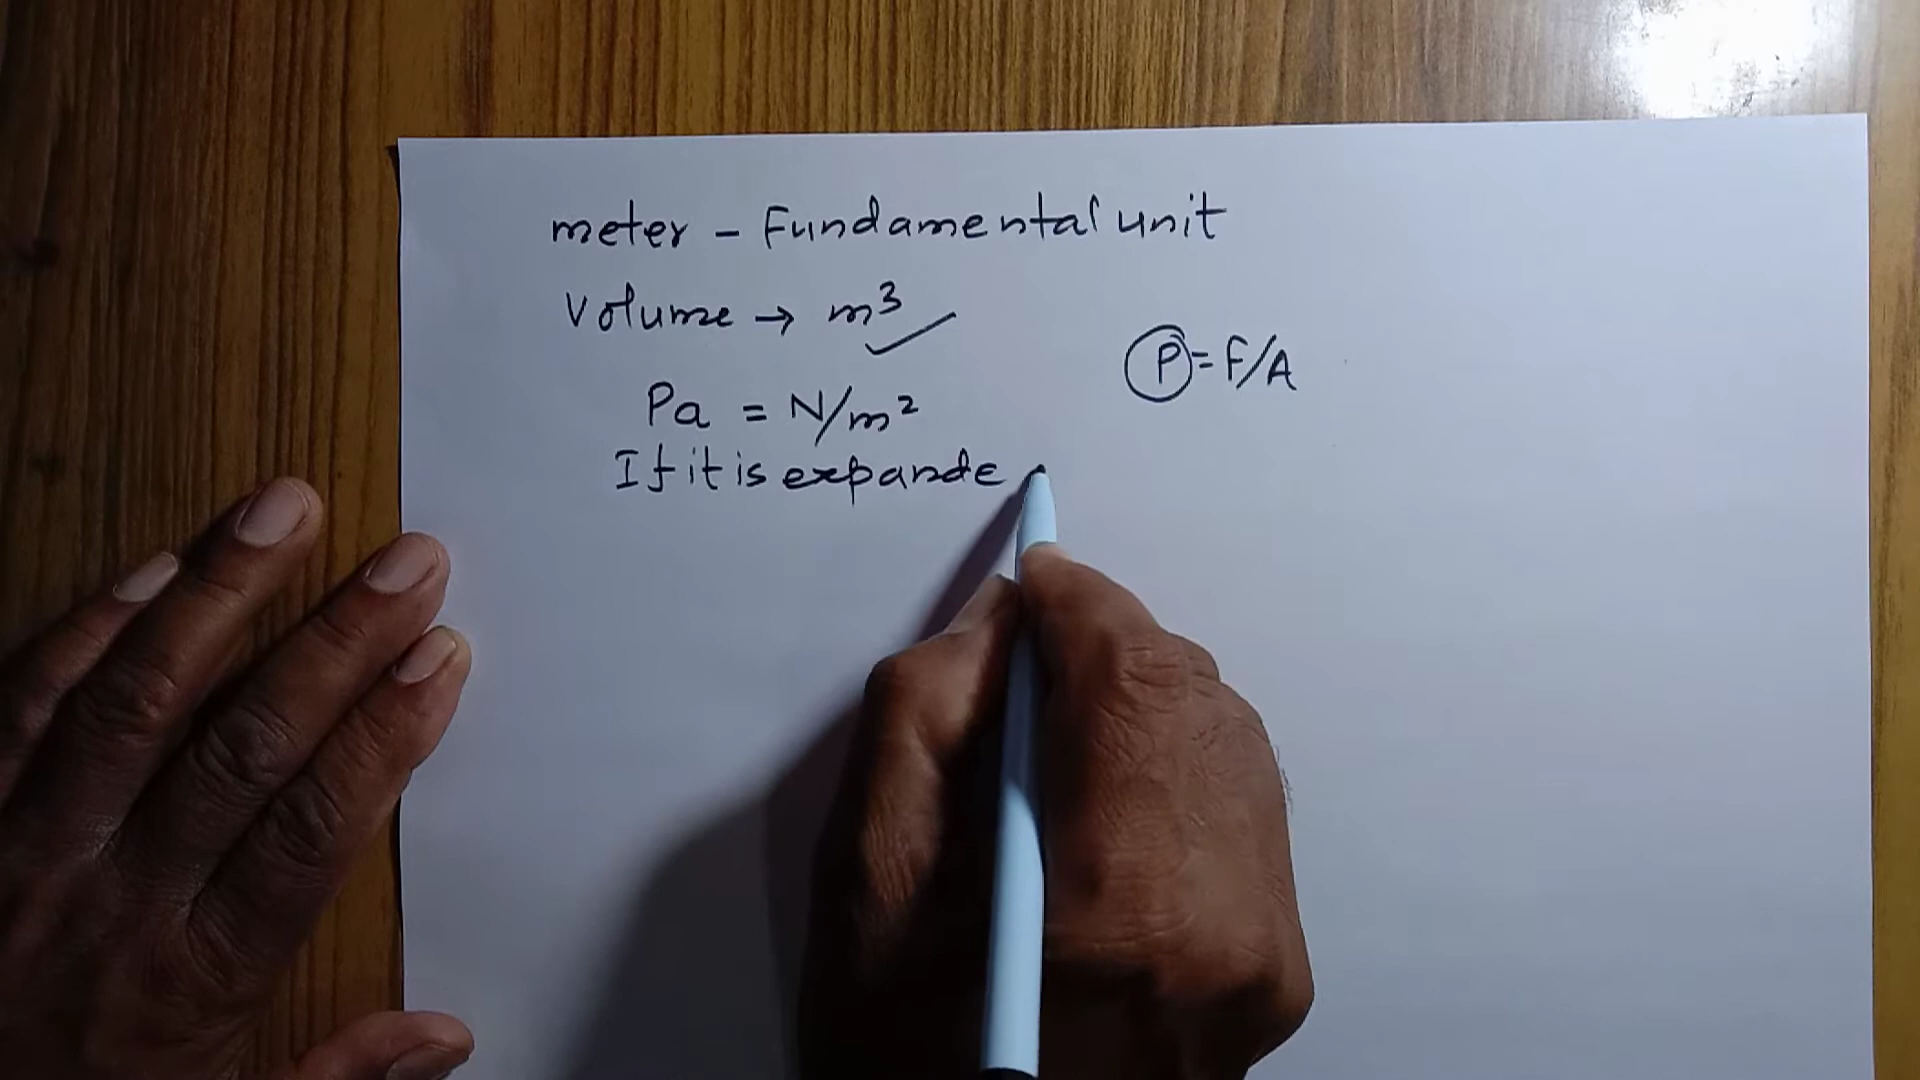 meter - Fundamental unit
Volume → m³
P = F/A
Pa = N/m²
If it is expande